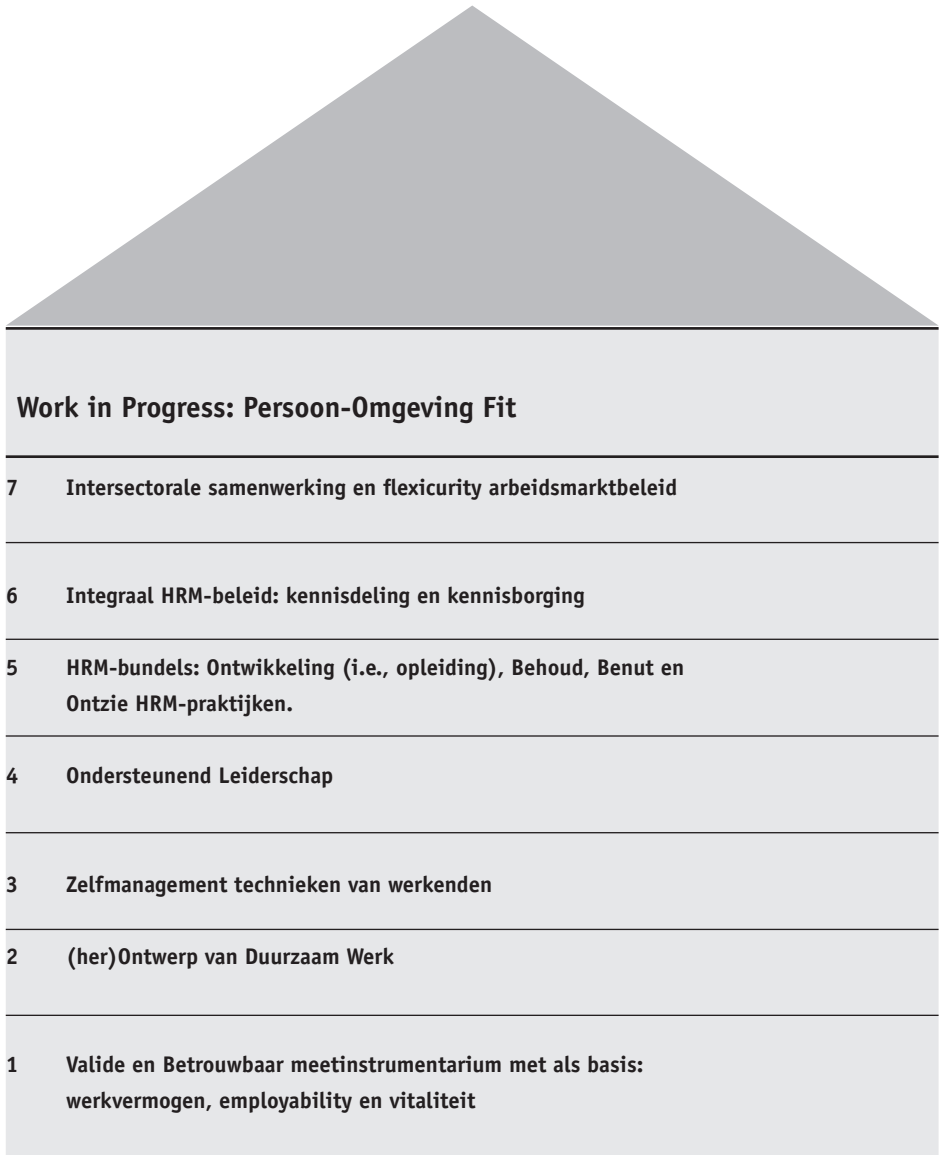 Work in Progress: Persoon-Omgeving Fit
7 Intersectorale samenwerking en flexicurity arbeidsmarktbeleid
6 Integraal HRM-beleid: kennisdeling en kennisborging
5 HRM-bundels: Ontwikkeling (i.e., opleiding), Behoud, Benut en
Ontzie HRM-praktijken.
4 Ondersteunend Leiderschap
3 Zelfmanagement technieken van werkenden
2 (her)Ontwerp van Duurzaam Werk
1 Valide en Betrouwbaar meetinstrumentarium met als basis:
werkvermogen, employability en vitaliteit